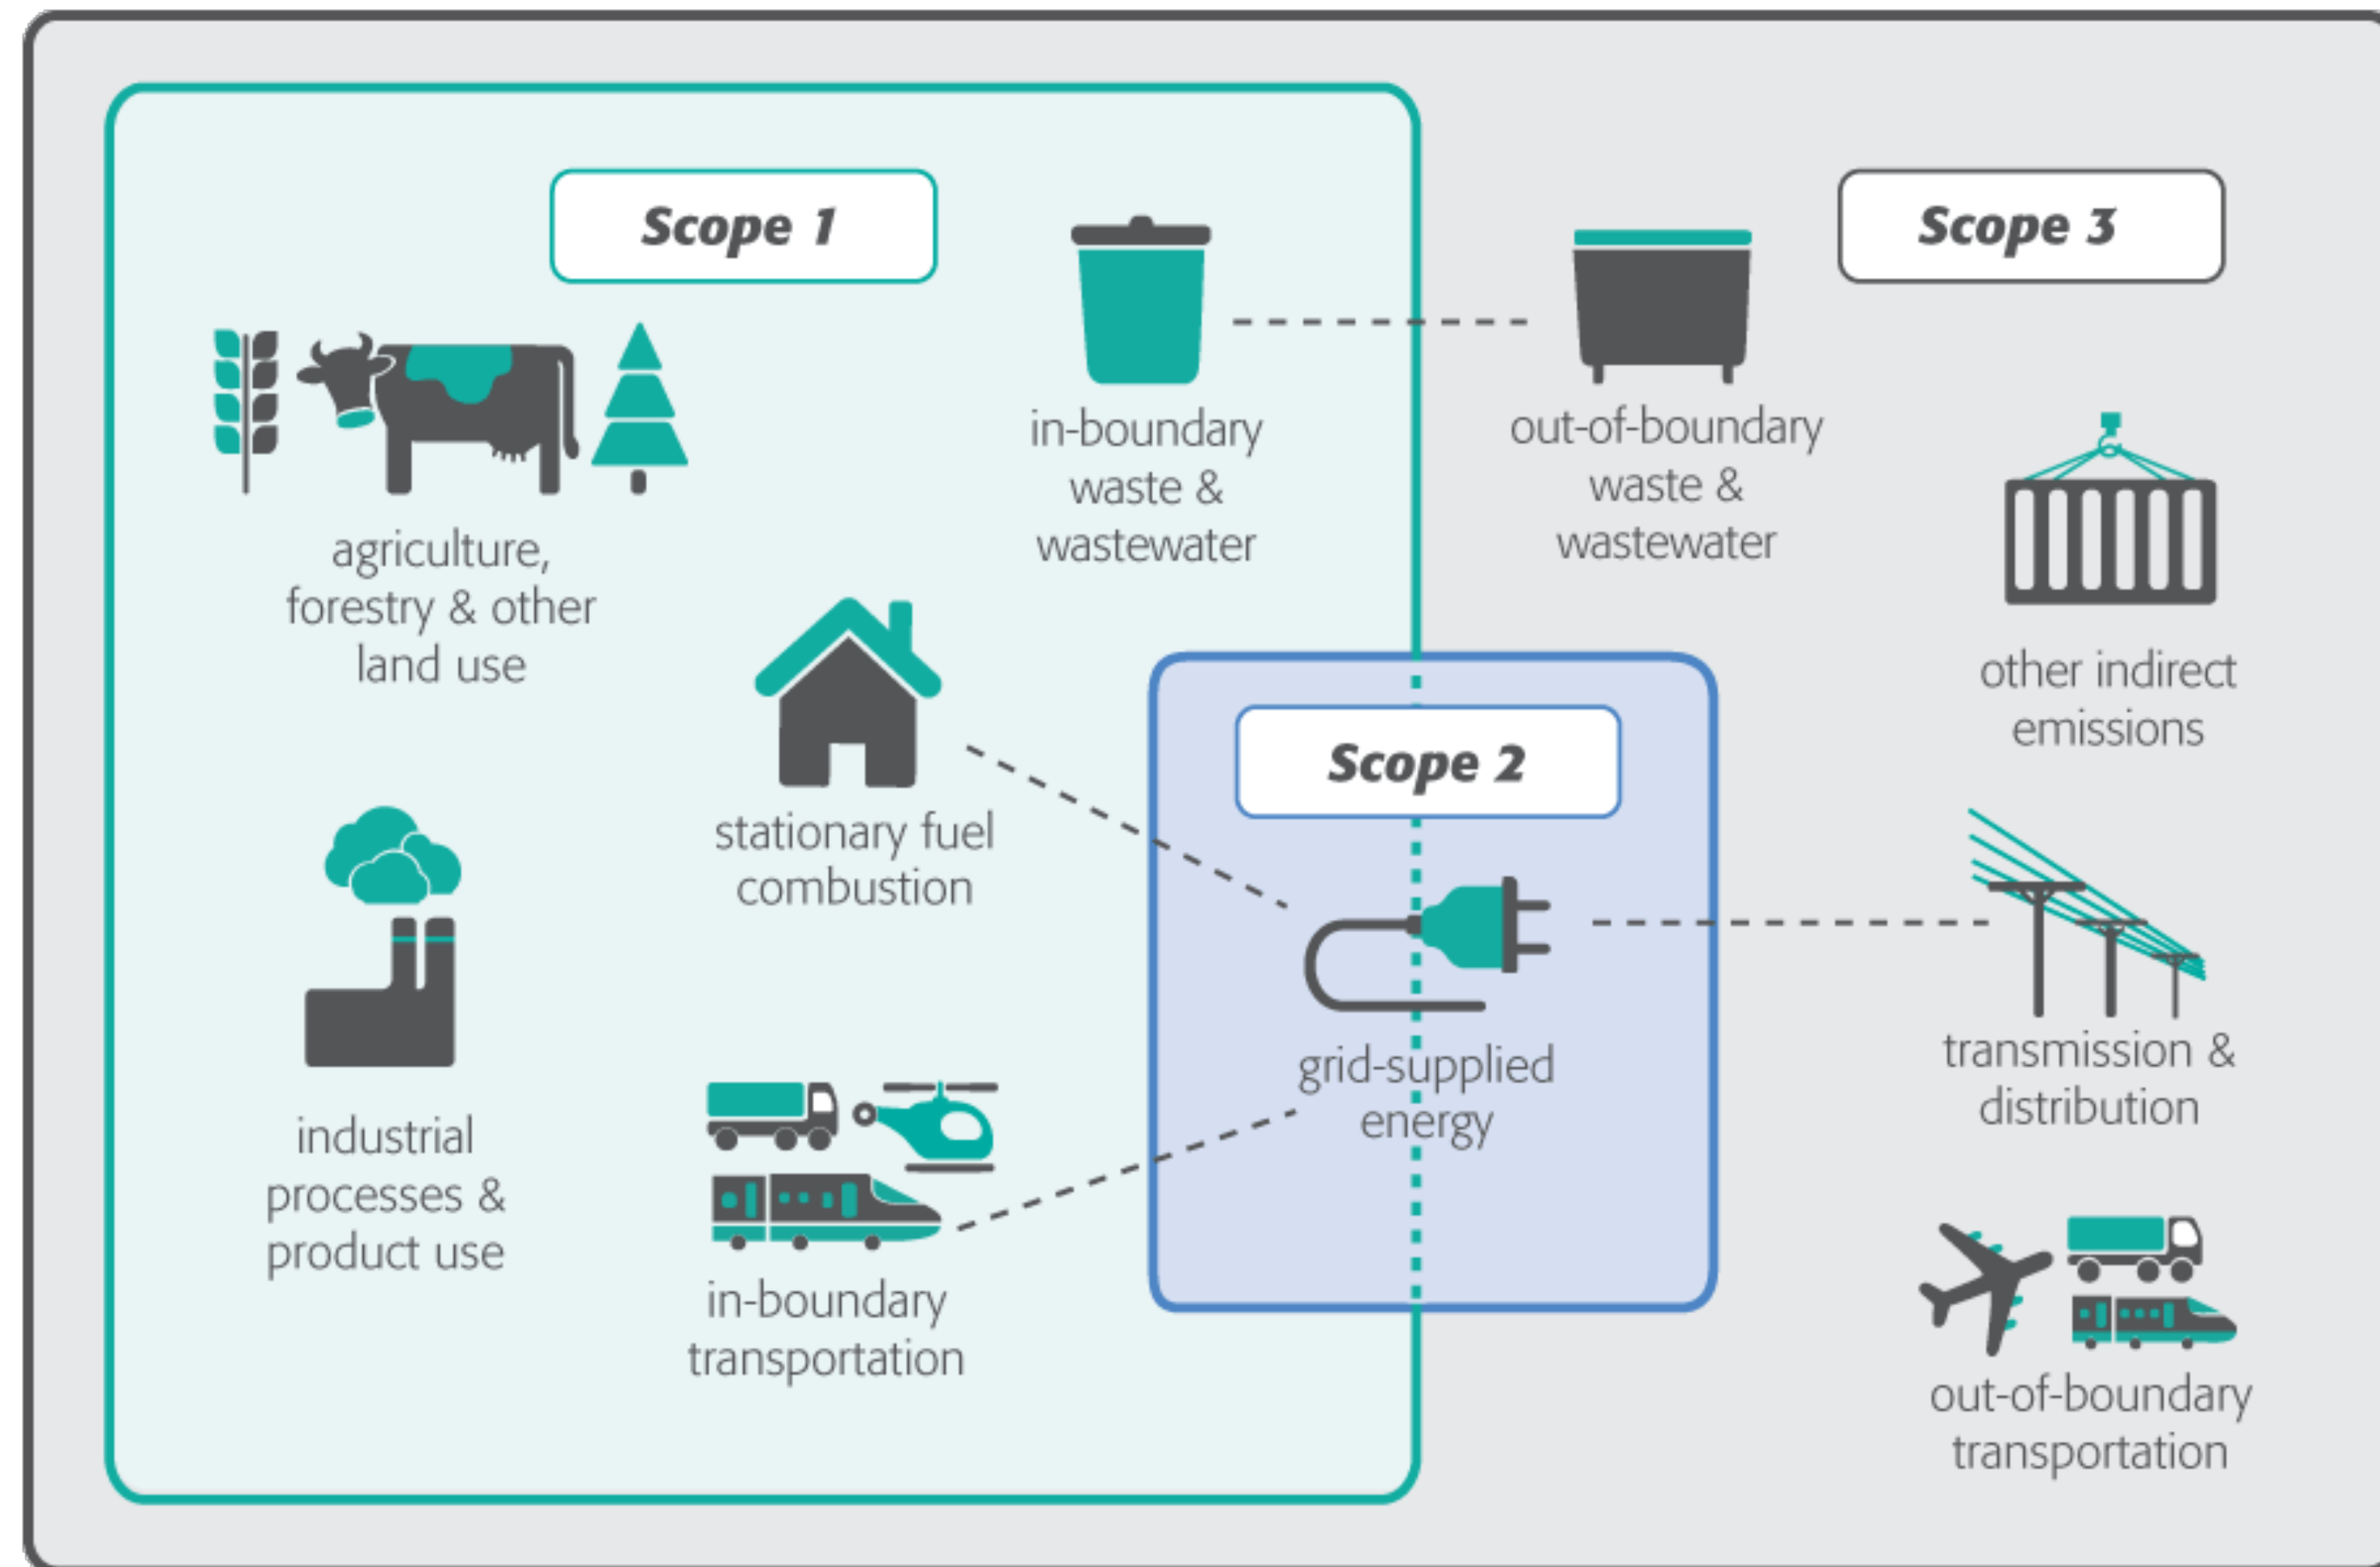 Scope 1
agriculture,
forestry & other
land use
in-boundary
waste &
wastewater
stationary fuel
combustion
industrial
processes &
product use
in-boundary
transportation
Scope 2
grid-supplied
energy
Scope 3
out-of-boundary
waste &
wastewater
other indirect
emissions
transmission &
distribution
out-of-boundary
transportation